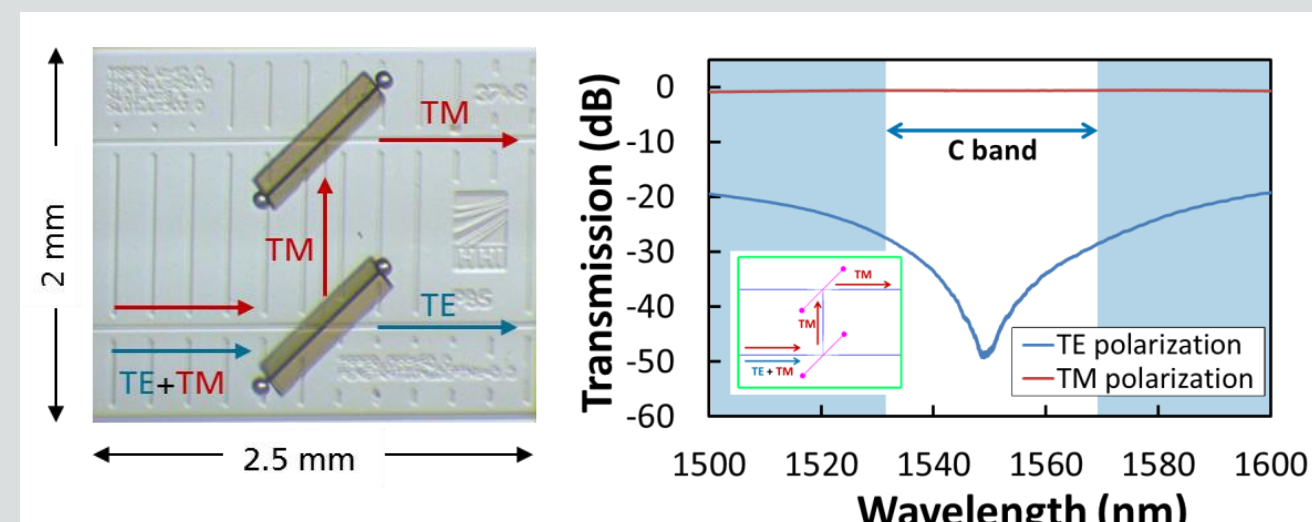 2 mm
TM
TM
TE
TE+TM
HHI
2.5 mm
Transmission (dB)
0
-10
-20
-30
-40
-50
-60
C band
TM
TM
TE + TM
TE polarization
TM polarization
1500 1520 1540 1560 1580 1600
Wavelength (nm)